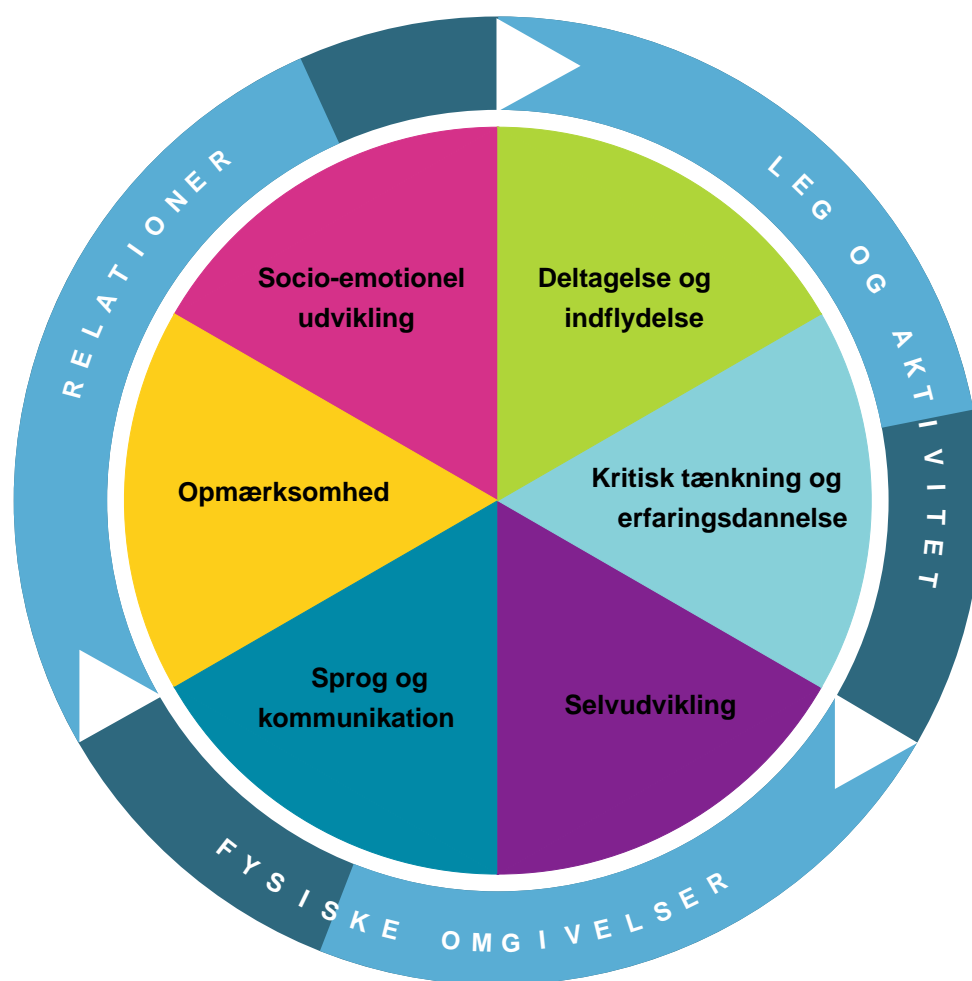 RELATIONER
LEG OG AKTIVITET
Socio-emotionel
udvikling
Deltagelse og
indflydelse
Opmærksomhed
Kritisk tænkning og
erfaringsdannelse
Sprog og
kommunikation
Selvudvikling
FYSISKE OMGIVELSER